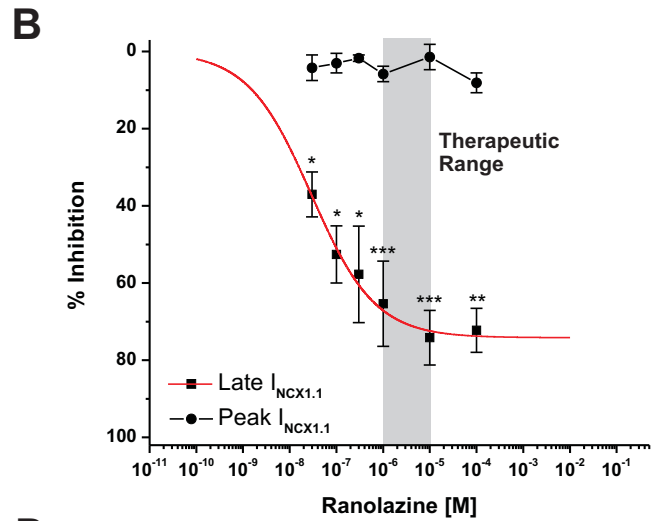 B
0
20
40
60
80
100
% Inhibition
Therapeutic
Range
*
*
*
***
***
**
Late I_NCX1.1
Peak I_NCX1.1
10^-11 10^-10 10^-9 10^-8 10^-7 10^-6 10^-5 10^-4 10^-3 10^-2 10^-1
Ranolazine [M]